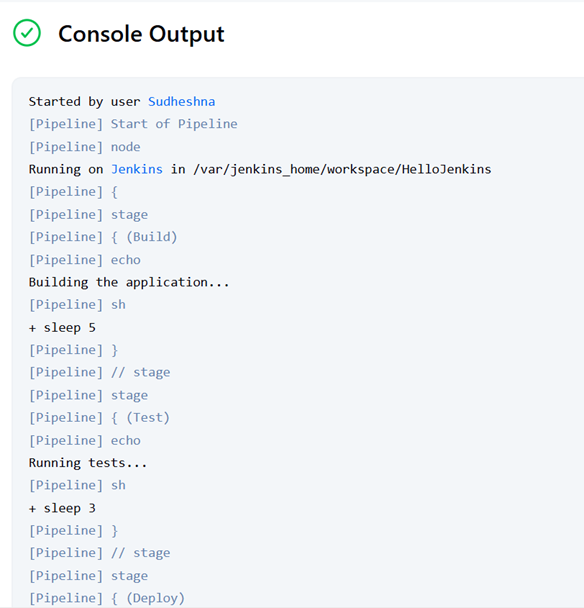 Console Output
Started by user Sudheshna
[Pipeline] Start of Pipeline
[Pipeline] node
Running on Jenkins in /var/jenkins_home/workspace/HelloJenkins
[Pipeline] {
[Pipeline] stage
[Pipeline] { (Build)
[Pipeline] echo
Building the application...
[Pipeline] sh
+ sleep 5
[Pipeline] }
[Pipeline] // stage
[Pipeline] stage
[Pipeline] { (Test)
[Pipeline] echo
Running tests...
[Pipeline] sh
+ sleep 3
[Pipeline] }
[Pipeline] // stage
[Pipeline] stage
[Pipeline] { (Deploy)